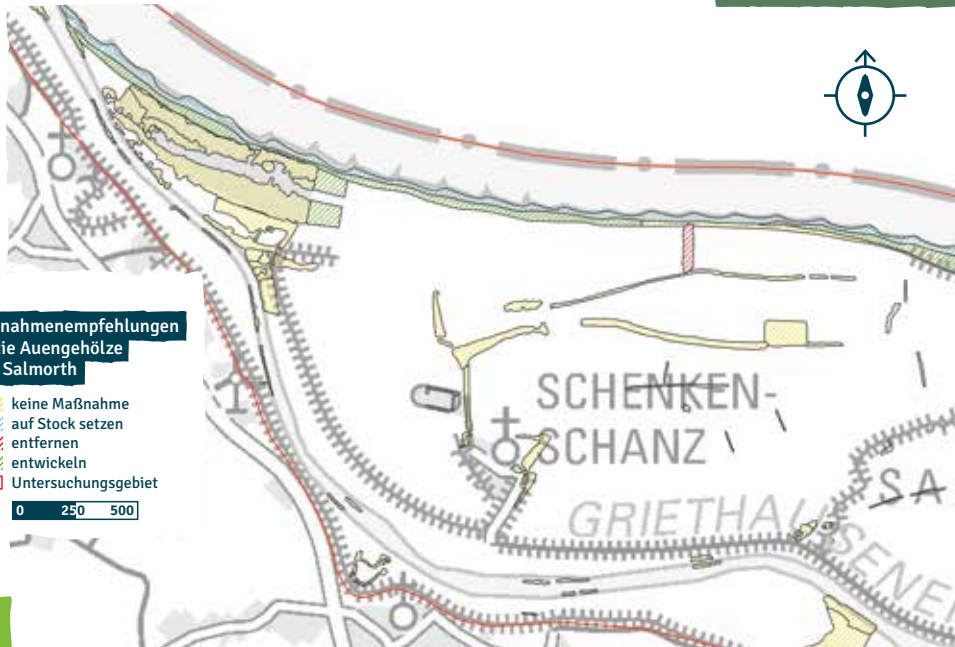 nahmenempfehlungen
ie Auengehölze
Salmorth
keine Maßnahme
auf Stock setzen
entfernen
entwickeln
Untersuchungsgebiet
0 250 500
SCHENKEN-
SCHANZ
SA
GRIETHAUSENER